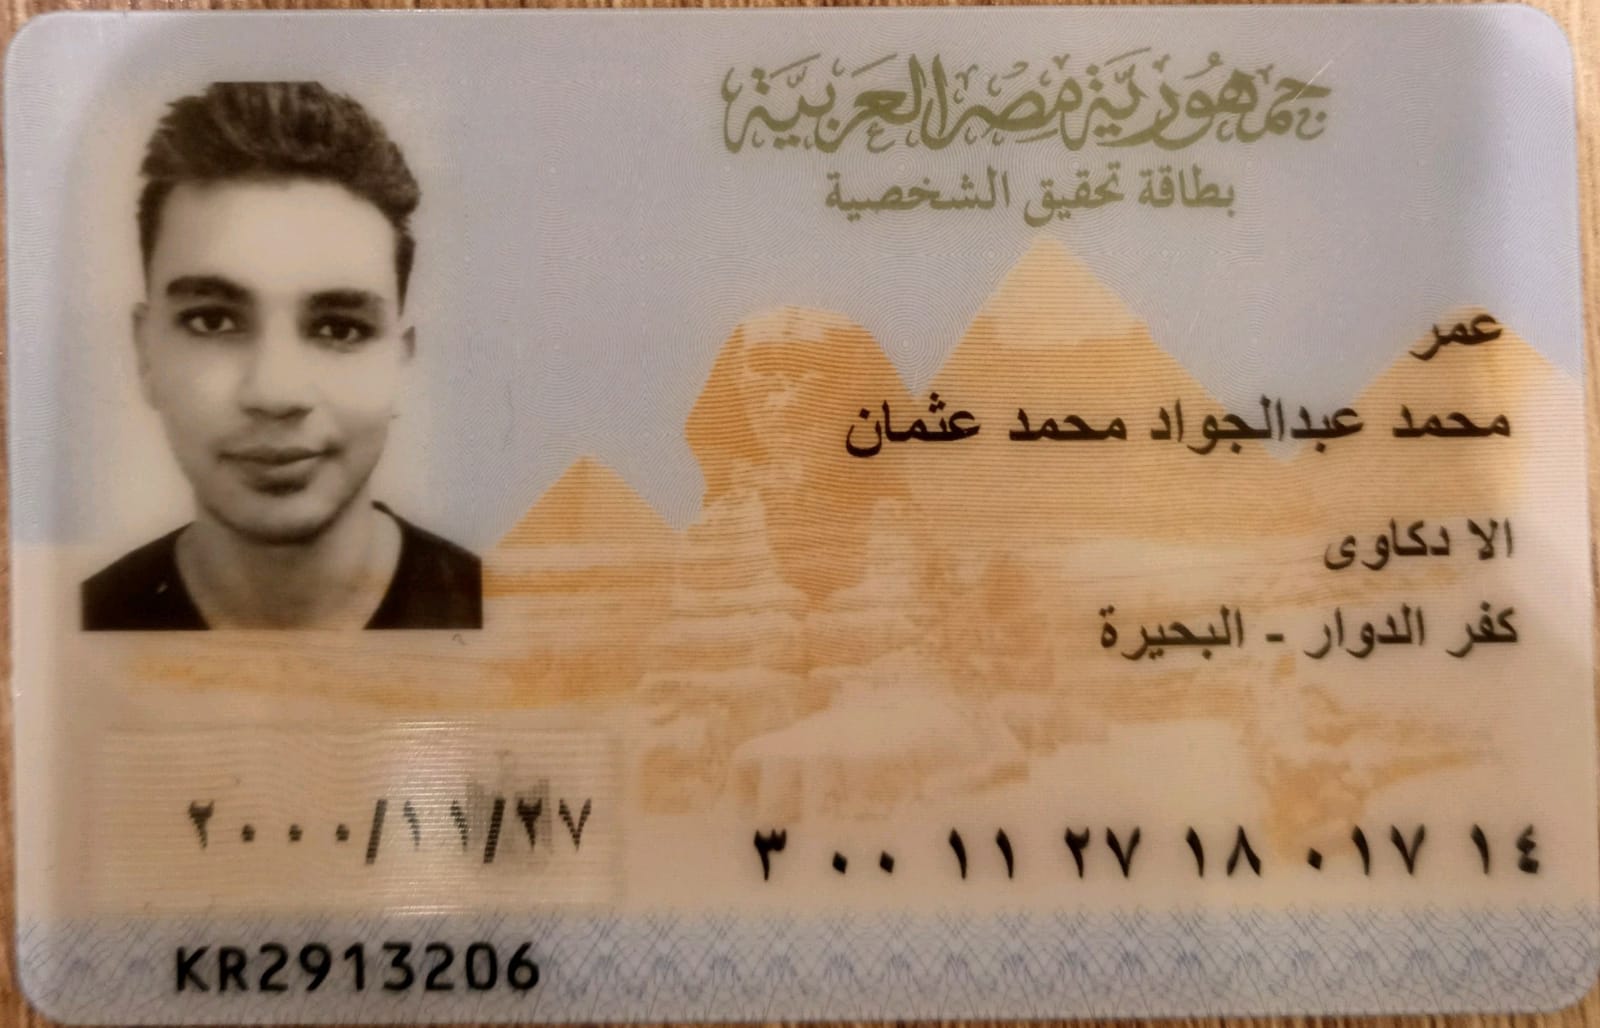 جمهورية مصر العربية
بطاقة تحقيق الشخصية
عمر
محمد عبدالجواد محمد عثمان
الا دكاوى
كفر الدوار - البحيرة
٢٠٠٠/١١/٢٧
٣ ٠٠ ١١ ٢٧ ١٨ ٠١٧ ١٤
KR2913206